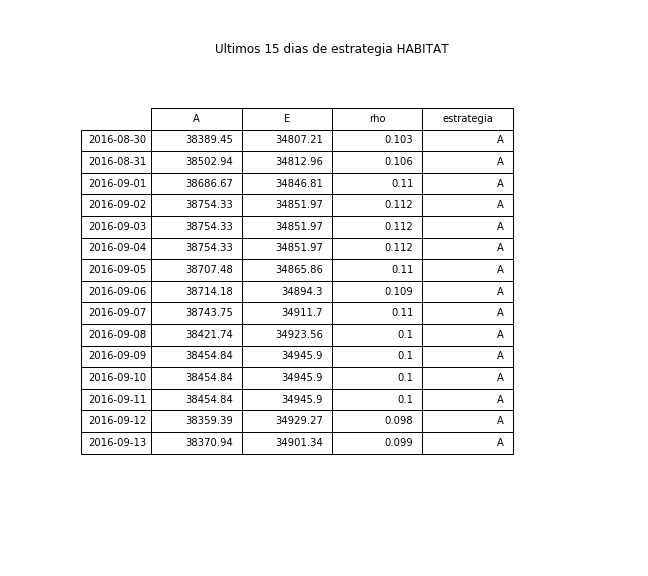 Ultimos 15 dias de estrategia HABITAT
A E rho estrategia
2016-08-30 38389.45 34807.21 0.103 A
2016-08-31 38502.94 34812.96 0.106 A
2016-09-01 38686.67 34846.81 0.11 A
2016-09-02 38754.33 34851.97 0.112 A
2016-09-03 38754.33 34851.97 0.112 A
2016-09-04 38754.33 34851.97 0.112 A
2016-09-05 38707.48 34865.86 0.11 A
2016-09-06 38714.18 34894.3 0.109 A
2016-09-07 38743.75 34911.7 0.11 A
2016-09-08 38421.74 34923.56 0.1 A
2016-09-09 38454.84 34945.9 0.1 A
2016-09-10 38454.84 34945.9 0.1 A
2016-09-11 38454.84 34945.9 0.1 A
2016-09-12 38359.39 34929.27 0.098 A
2016-09-13 38370.94 34901.34 0.099 A